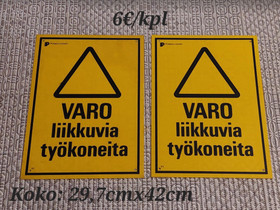 6€/kpl
VARO
liikkuvia
työkoneita
VARO
liikkuvia
työkoneita
Koko: 29,7cmx42cm